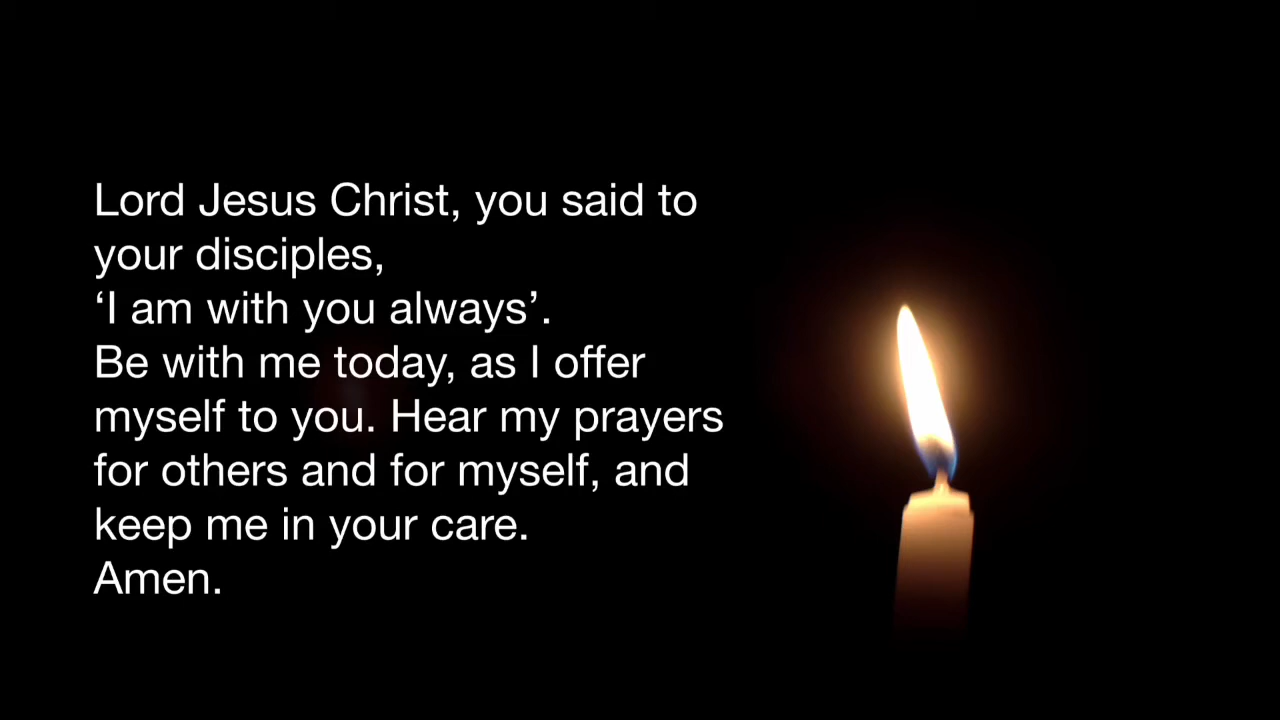 Lord Jesus Christ, you said to
your disciples,
‘I am with you always’.
Be with me today, as I offer
myself to you. Hear my prayers
for others and for myself, and
keep me in your care.
Amen.